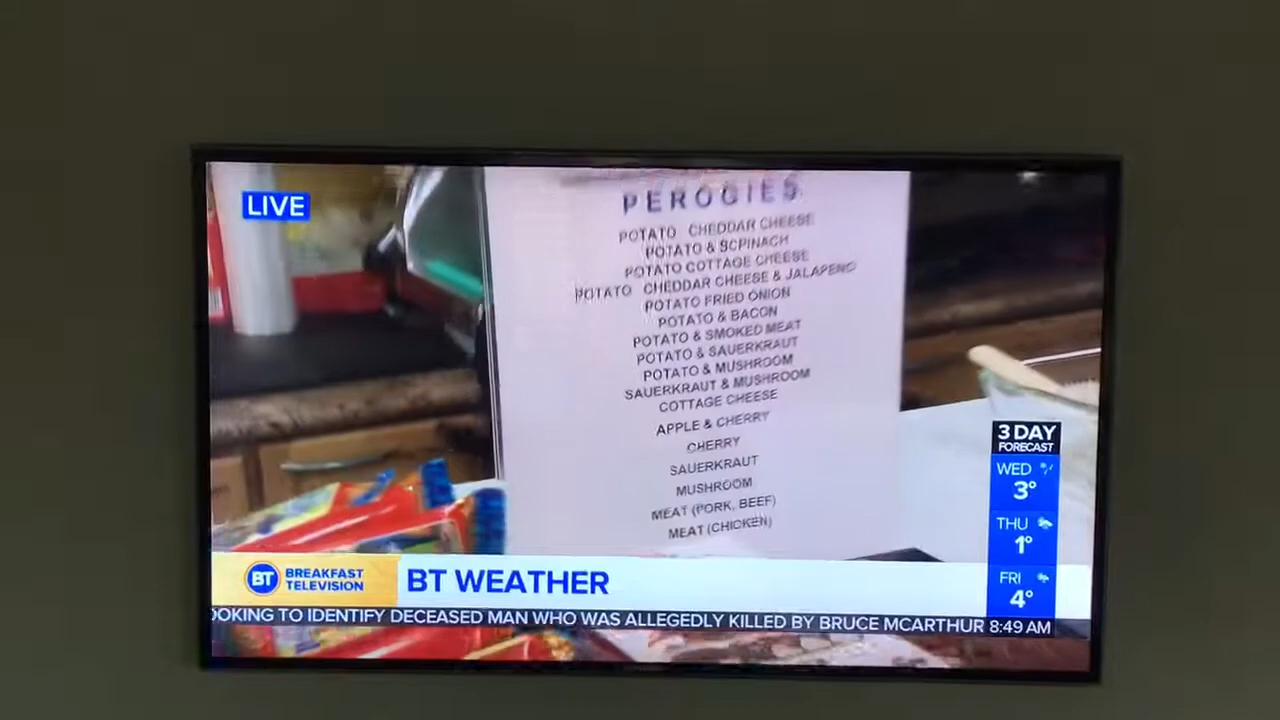 LIVE
PEROGIES
POTATO CHEDDAR CHEESE
POTATO & SCPINACH
POTATO COTTAGE CHEESE
POTATO CHEDDAR CHEESE & JALAPENO
POTATO FRIED ONION
POTATO & BACON
POTATO & SMOKED MEAT
POTATO & SAUERKRAUT
POTATO & MUSHROOM
SAUERKRAUT & MUSHROOM
COTTAGE CHEESE
APPLE & CHERRY
CHERRY
SAUERKRAUT
MUSHROOM
MEAT (PORK, BEEF)
MEAT (CHICKEN)
3 DAY
FORECAST
WED
3°
THU
1°
FRI
4°
BT BREAKFAST
TELEVISION
BT WEATHER
OOKING TO IDENTIFY DECEASED MAN WHO WAS ALLEGEDLY KILLED BY BRUCE MCARTHUR 8:49 AM